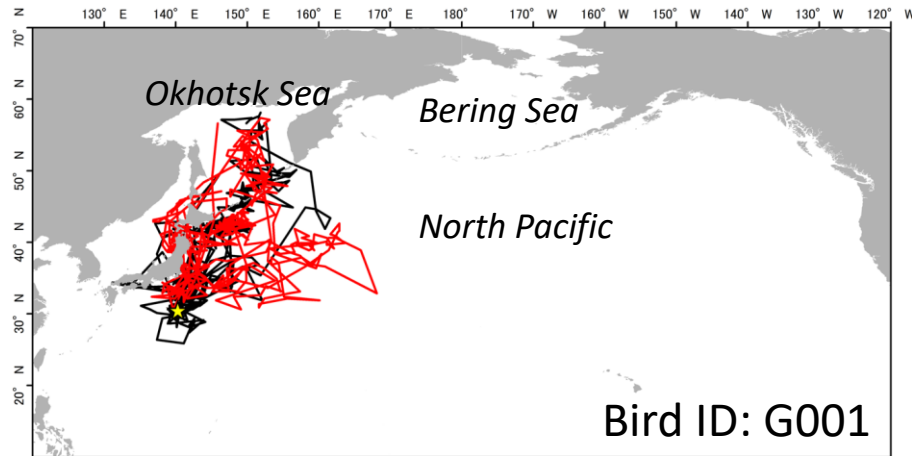 130° E 140° E 150° E 160° E 170° E 170° W 160° W 150° W 140° W 130° W 120° W
N
70°
60° N
50° N
40° N
30° N
20° N
Okhotsk Sea
Bering Sea
North Pacific
Bird ID: G001